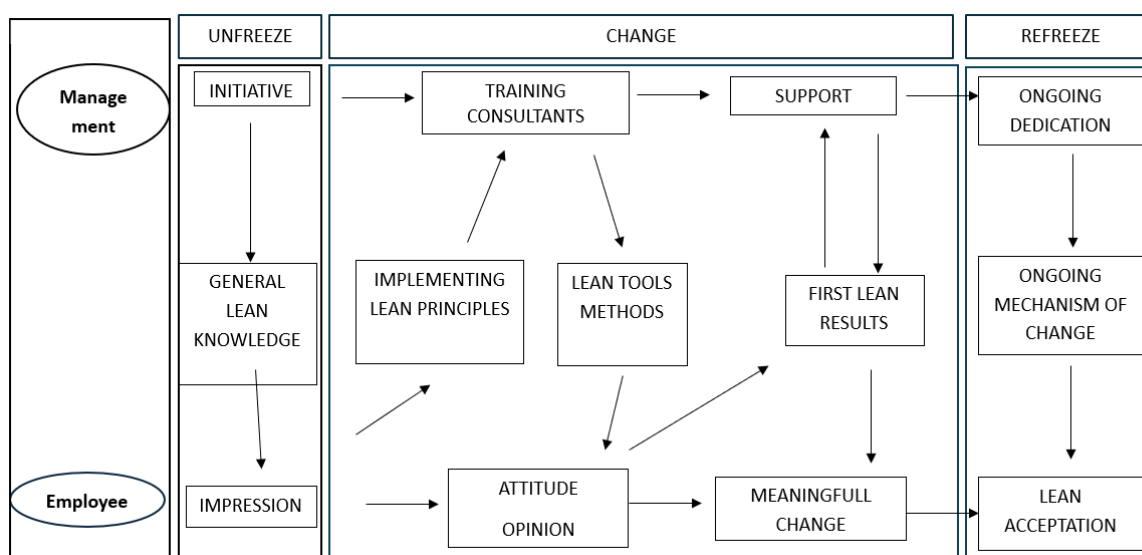 UNFREEZE
CHANGE
REFREEZE
Manage
ment
INITIATIVE
TRAINING
CONSULTANTS
SUPPORT
ONGOING
DEDICATION
GENERAL
LEAN
KNOWLEDGE
IMPLEMENTING
LEAN PRINCIPLES
LEAN TOOLS
METHODS
FIRST LEAN
RESULTS
ONGOING
MECHANISM OF
CHANGE
Employee
IMPRESSION
ATTITUDE
OPINION
MEANINGFULL
CHANGE
LEAN
ACCEPTATION